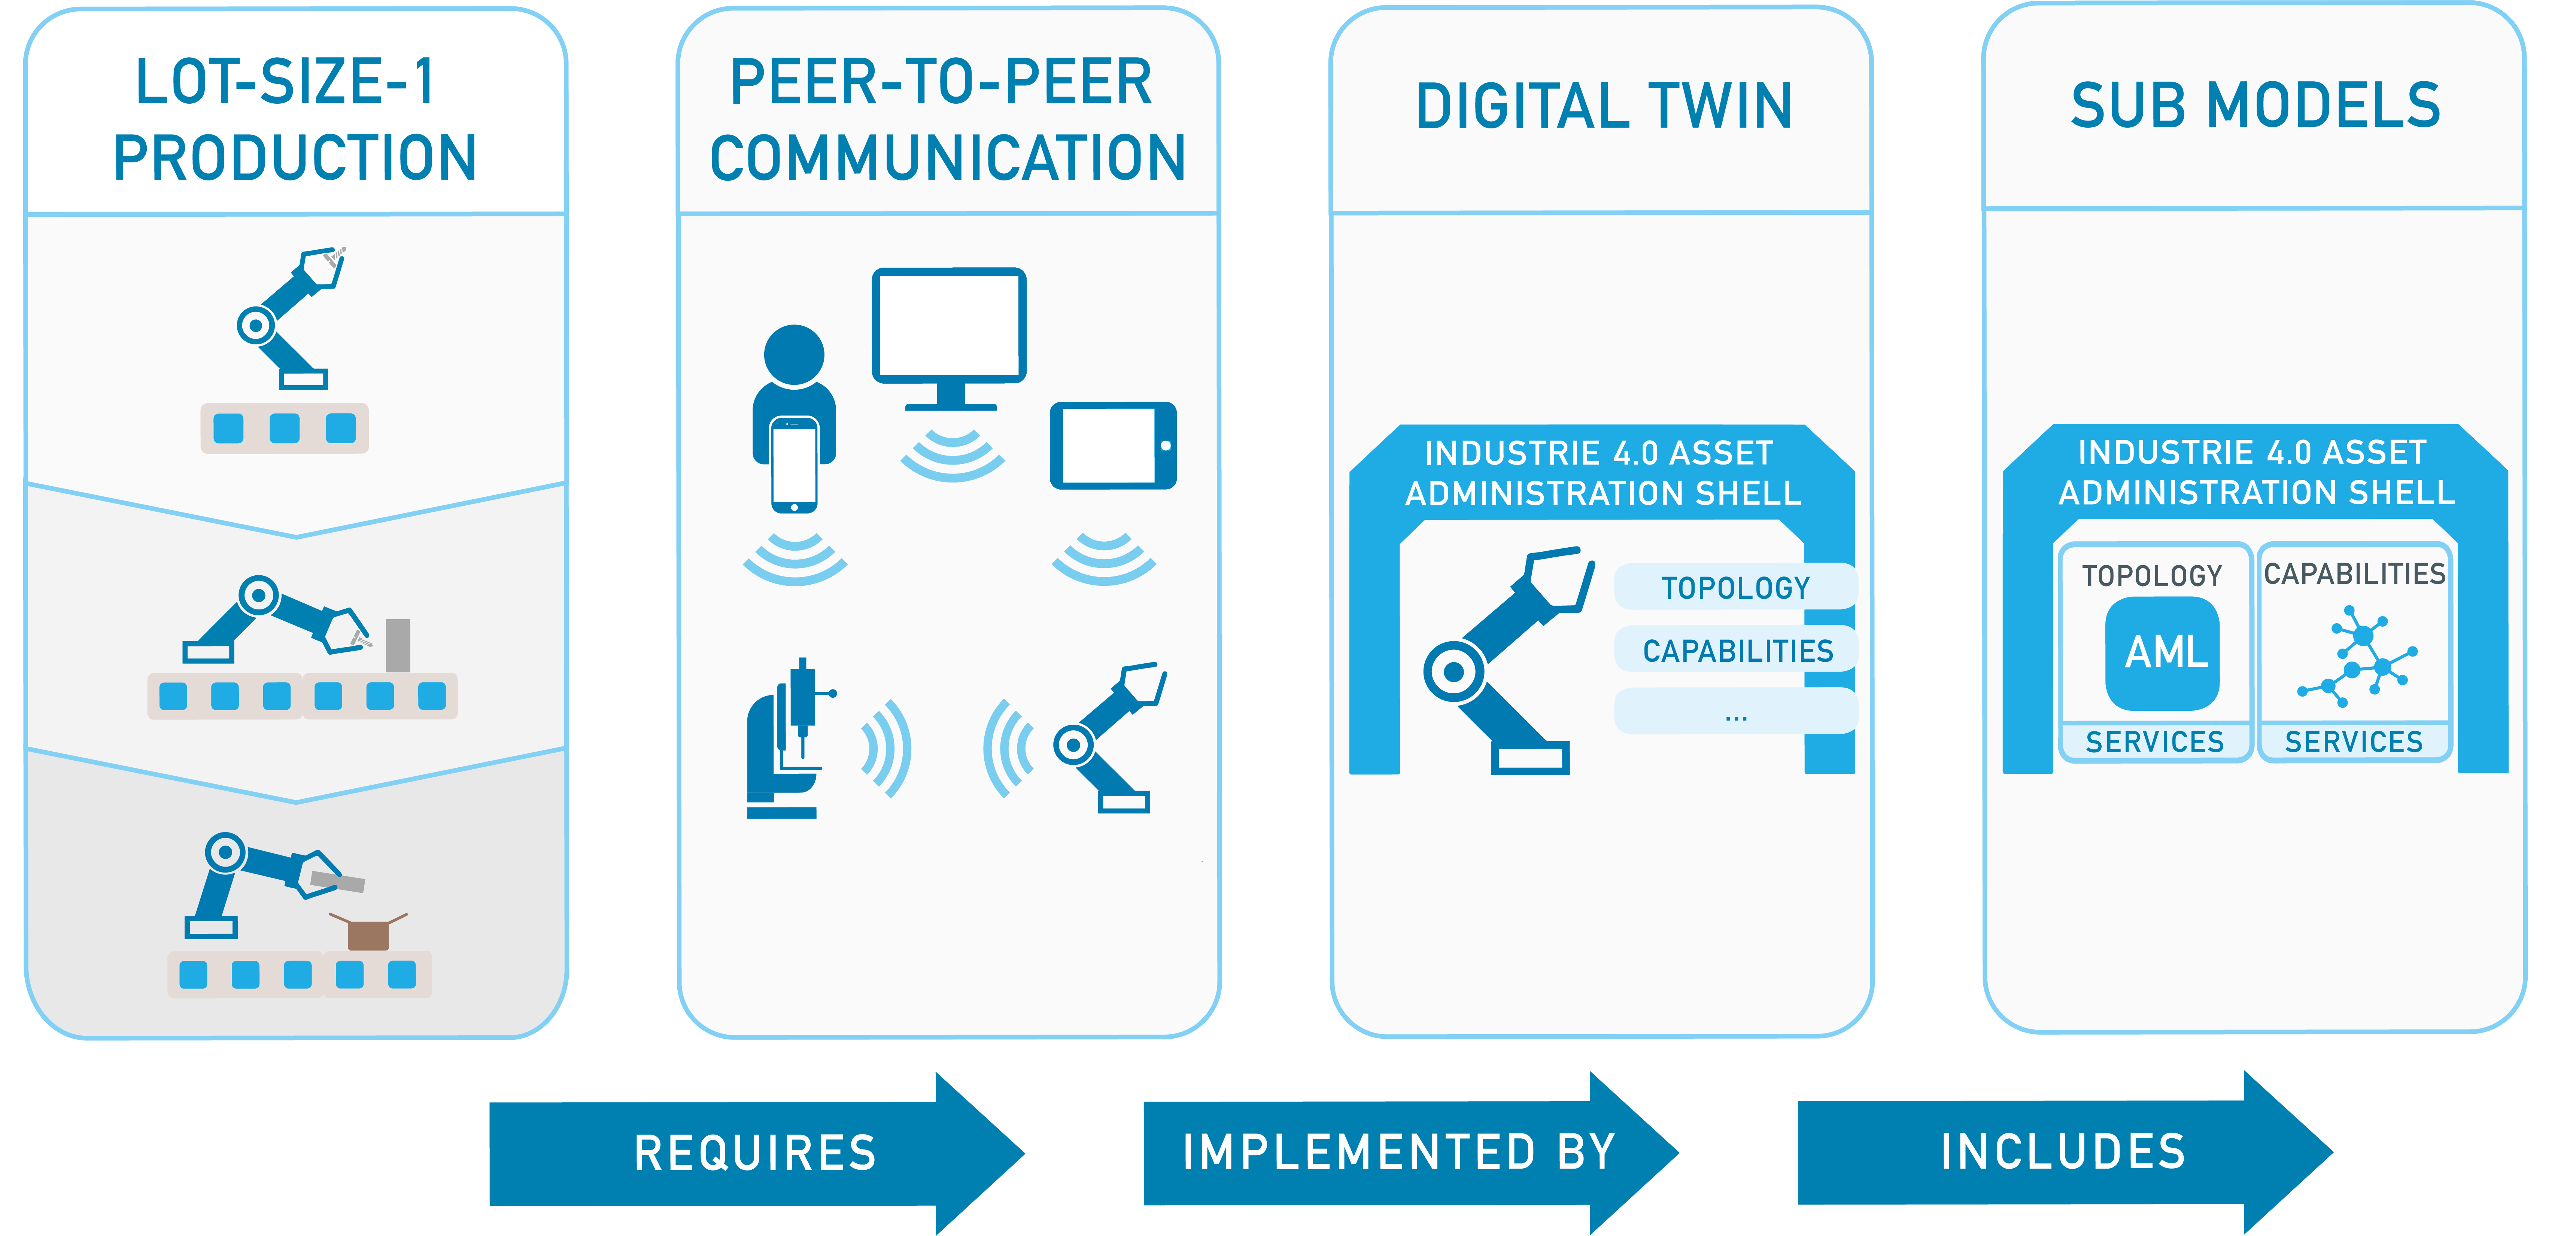 LOT-SIZE-1
PRODUCTION
PEER-TO-PEER
COMMUNICATION
DIGITAL TWIN
INDUSTRIE 4.0 ASSET
ADMINISTRATION SHELL
TOPOLOGY
CAPABILITIES
...
SUB MODELS
INDUSTRIE 4.0 ASSET
ADMINISTRATION SHELL
TOPOLOGY
AML
SERVICES
CAPABILITIES
SERVICES
REQUIRES
IMPLEMENTED BY
INCLUDES